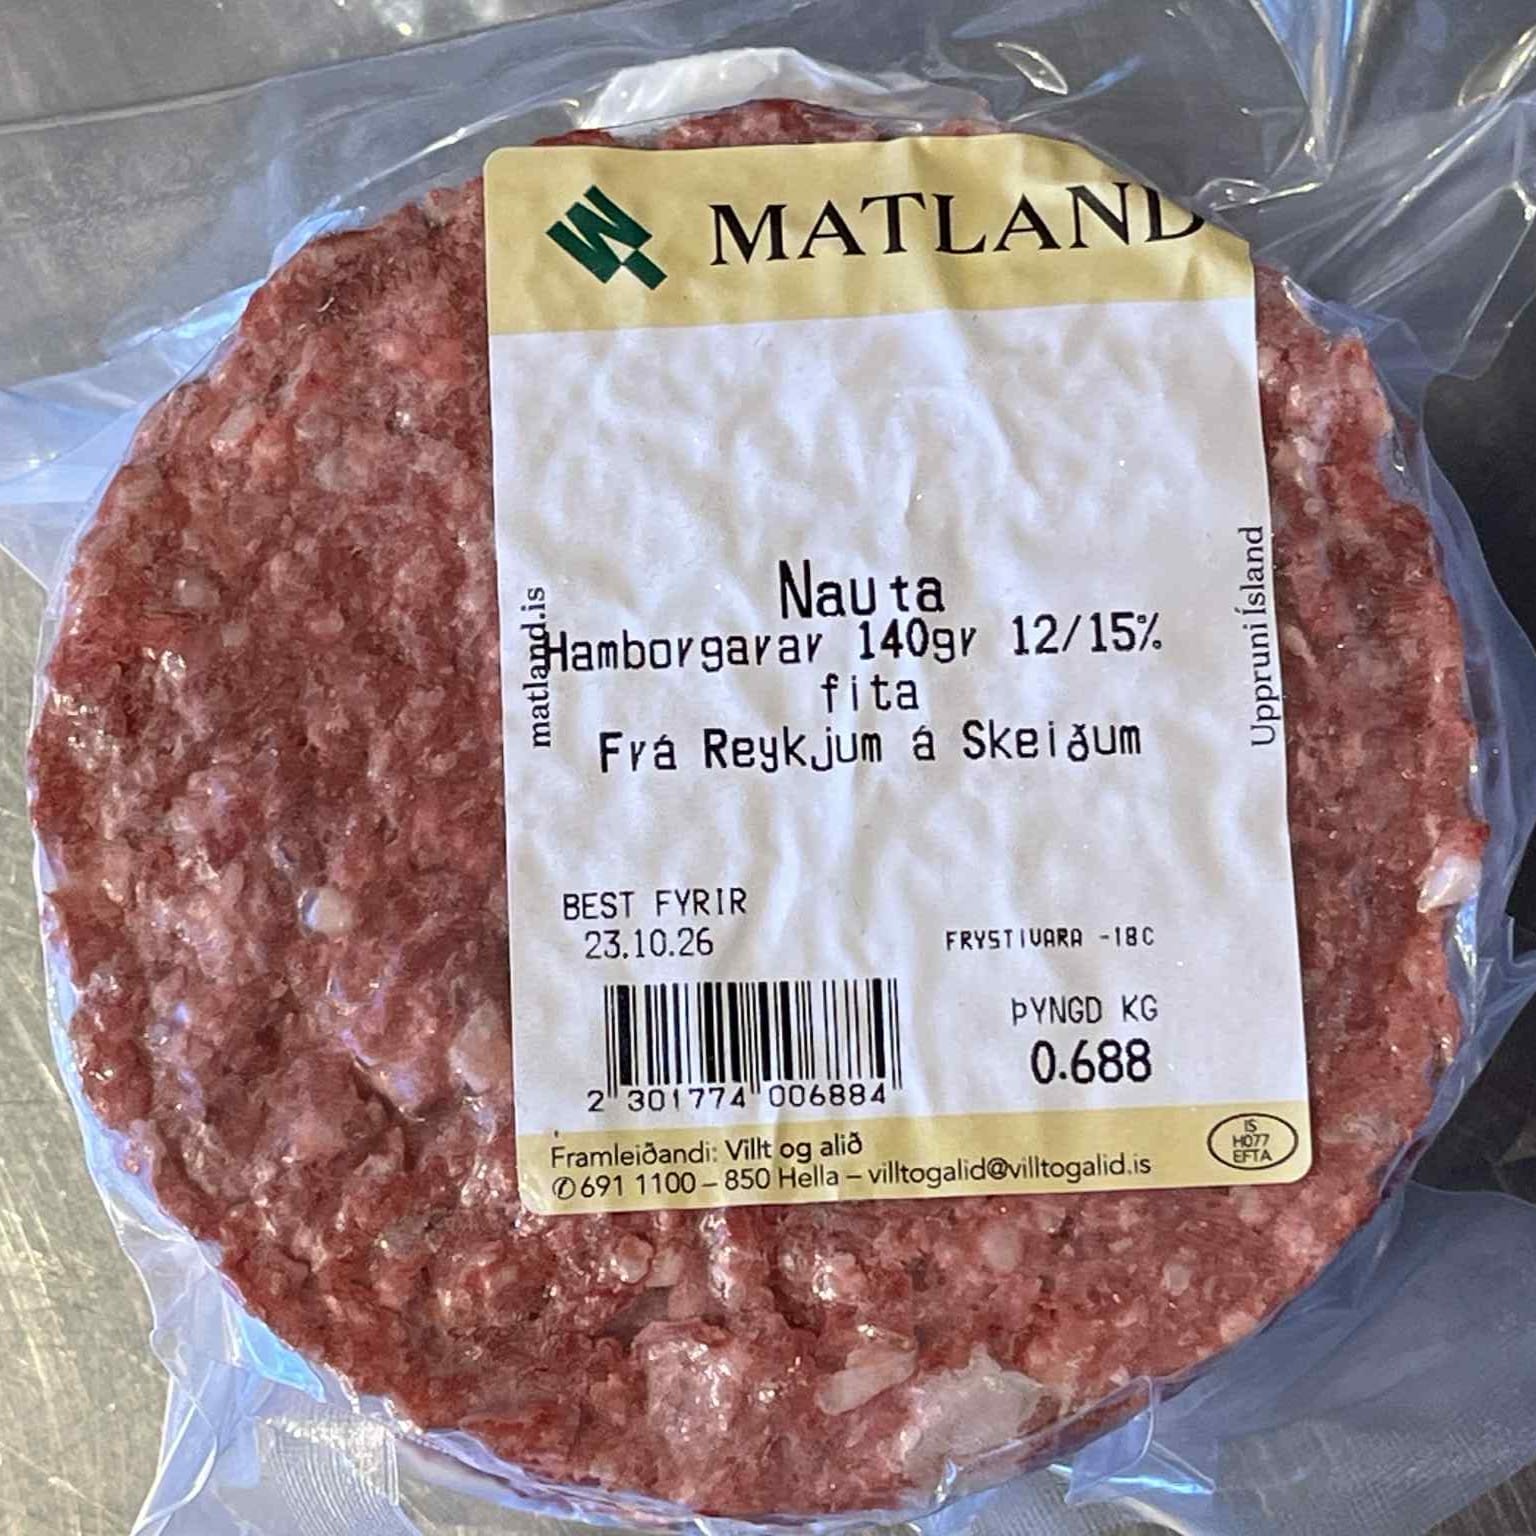 MATLAND
matland.is
Nauta
Hamborgarar 140gr 12/15%
fita
Frá Reykjum á Skeiðum
Uppruni Ísland
BEST FYRIR
23.10.26
FRYSTIVARA -18C
ÞYNGD KG
0.688
2 301774 006884
Framleiðandi: Villt og alið
✆ 691 1100 – 850 Hella – villtogalid@villtogalid.is
IS
H077
EFTA